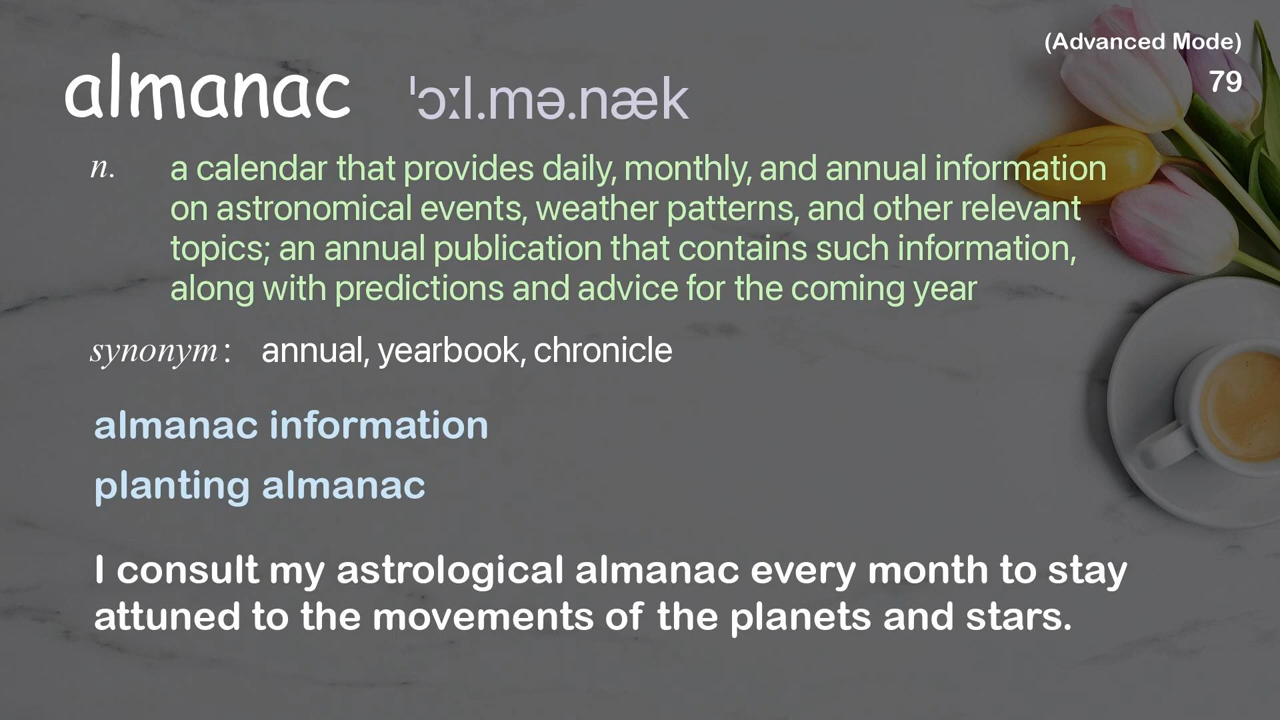 (Advanced Mode)
79
almanac ˈɔːl.mə.næk
n. a calendar that provides daily, monthly, and annual information
on astronomical events, weather patterns, and other relevant
topics; an annual publication that contains such information,
along with predictions and advice for the coming year
synonym: annual, yearbook, chronicle
almanac information
planting almanac
I consult my astrological almanac every month to stay
attuned to the movements of the planets and stars.